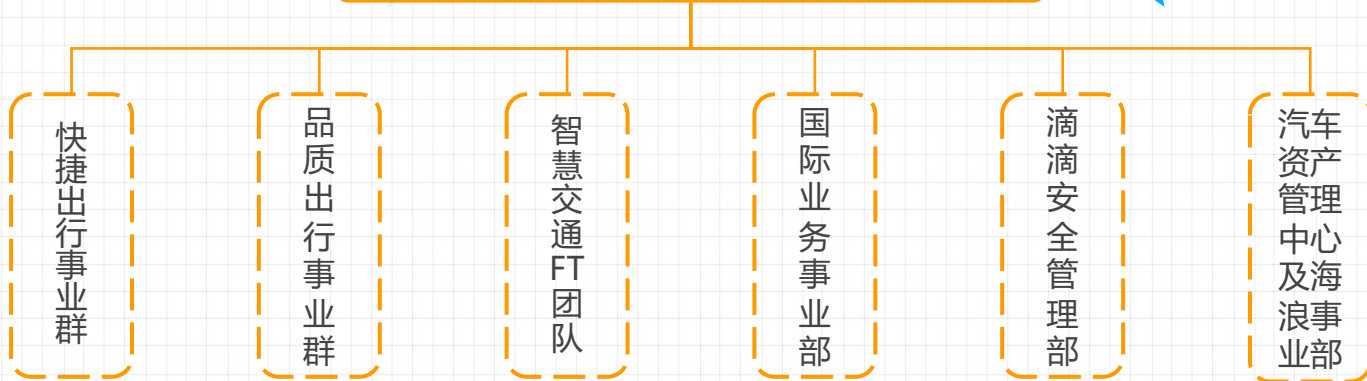 快捷出行事业群
品质出行事业群
智慧交通FT团队
国际业务事业部
滴滴安全管理部
汽车
资产
管理
中心
及海
浪事
业部